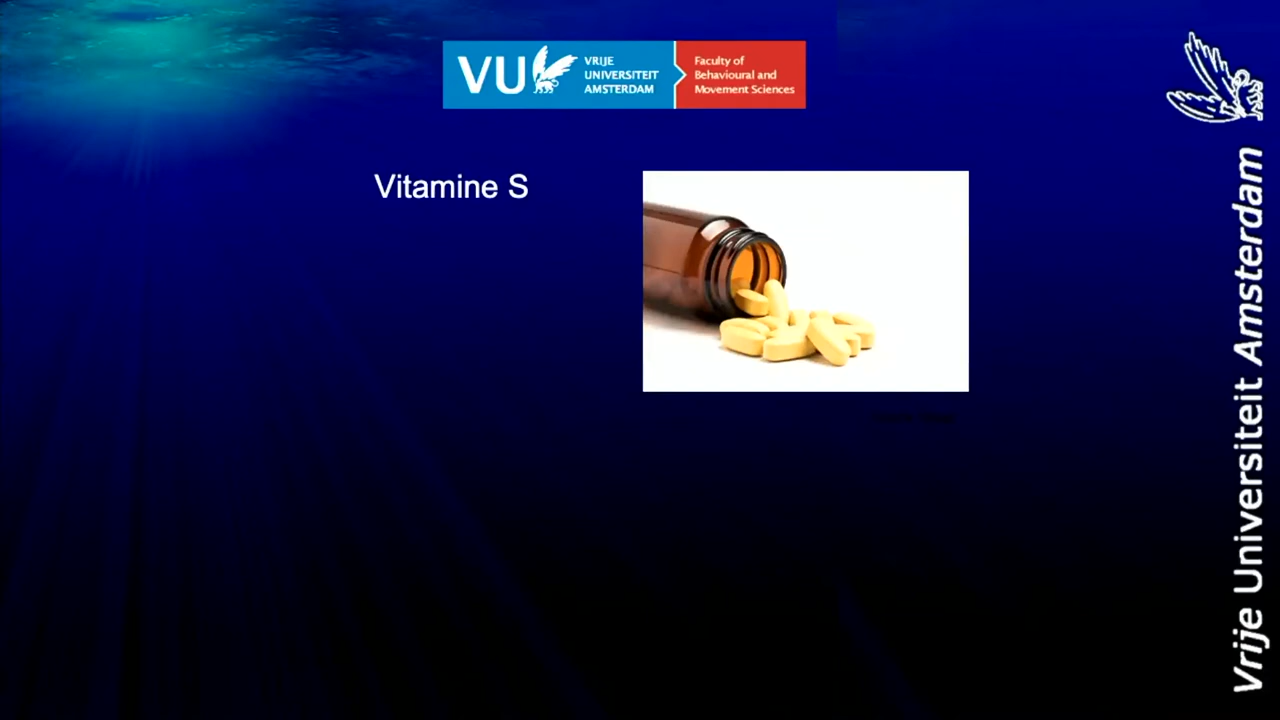 VU
VRIJE
UNIVERSITEIT
AMSTERDAM
Faculty of
Behavioural and
Movement Sciences
Vitamine S
Vrije Universiteit Amsterdam